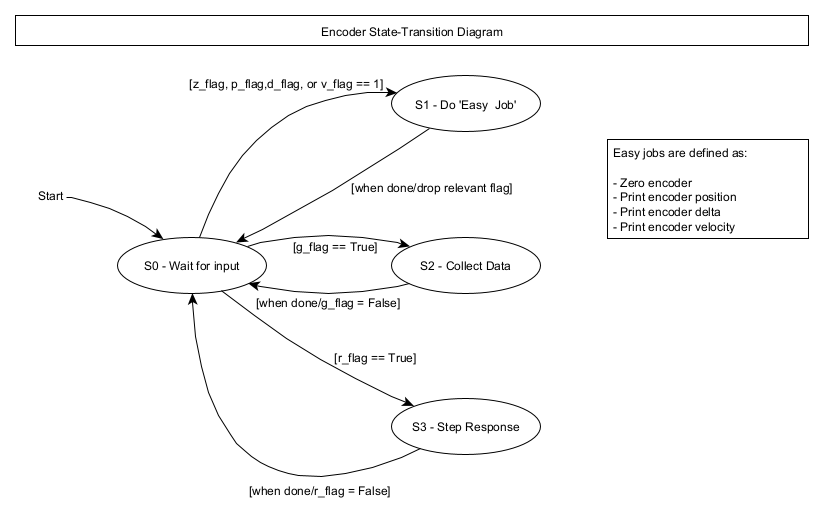 Encoder State-Transition Diagram
[z_flag, p_flag,d_flag, or v_flag == 1]
S1 - Do 'Easy  Job'
Easy jobs are defined as:
- Zero encoder
- Print encoder position
- Print encoder delta
- Print encoder velocity
[when done/drop relevant flag]
Start
[g_flag == True]
S0 - Wait for input
S2 - Collect Data
[when done/g_flag = False]
[r_flag == True]
S3 - Step Response
[when done/r_flag = False]